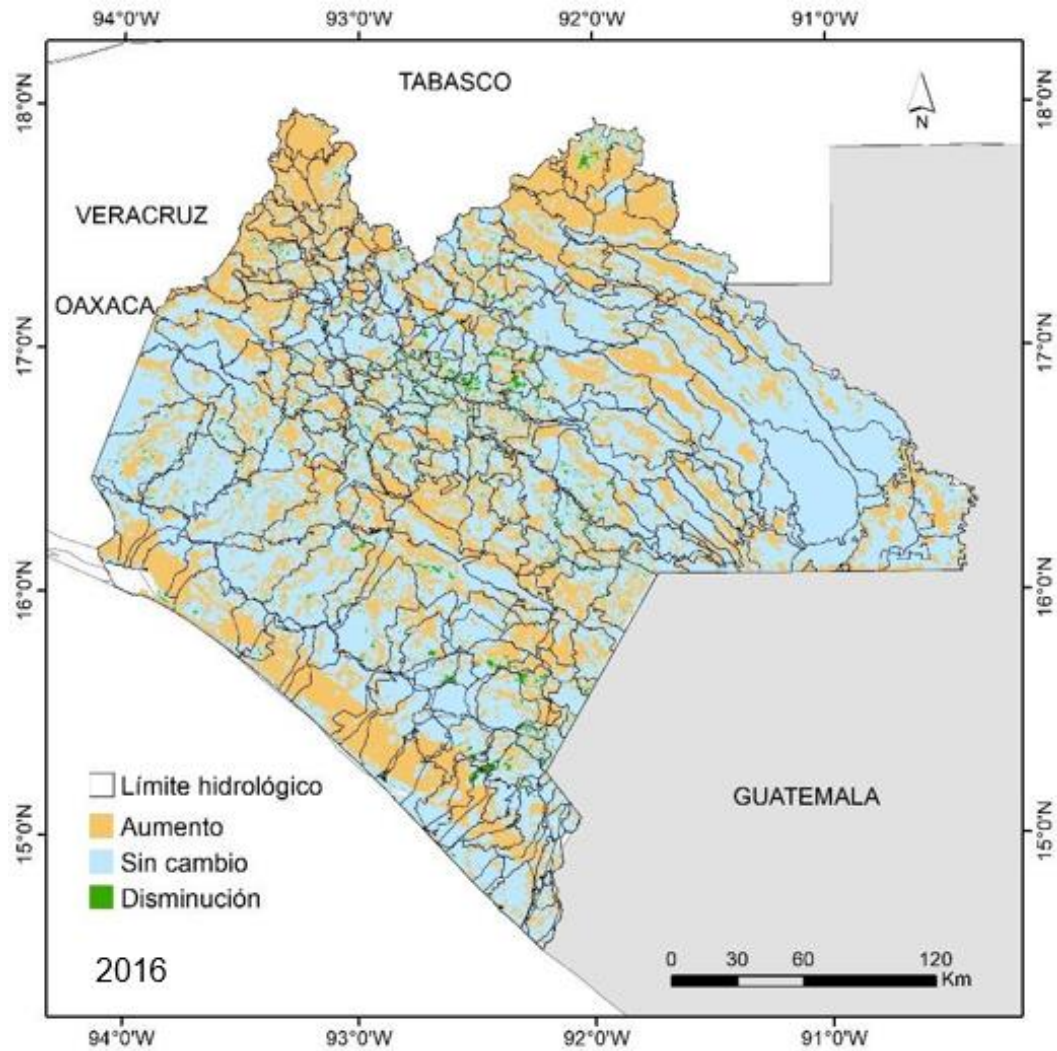 94°0'W 93°0'W 92°0'W 91°0'W
TABASCO
18°0'N 18°0'N
N
VERACRUZ
OAXACA
17°0'N 17°0'N
16°0'N 16°0'N
Límite hidrológico
Aumento
Sin cambio
Disminución
GUATEMALA
15°0'N 15°0'N
2016
0 30 60 120
Km
94°0'W 93°0'W 92°0'W 91°0'W